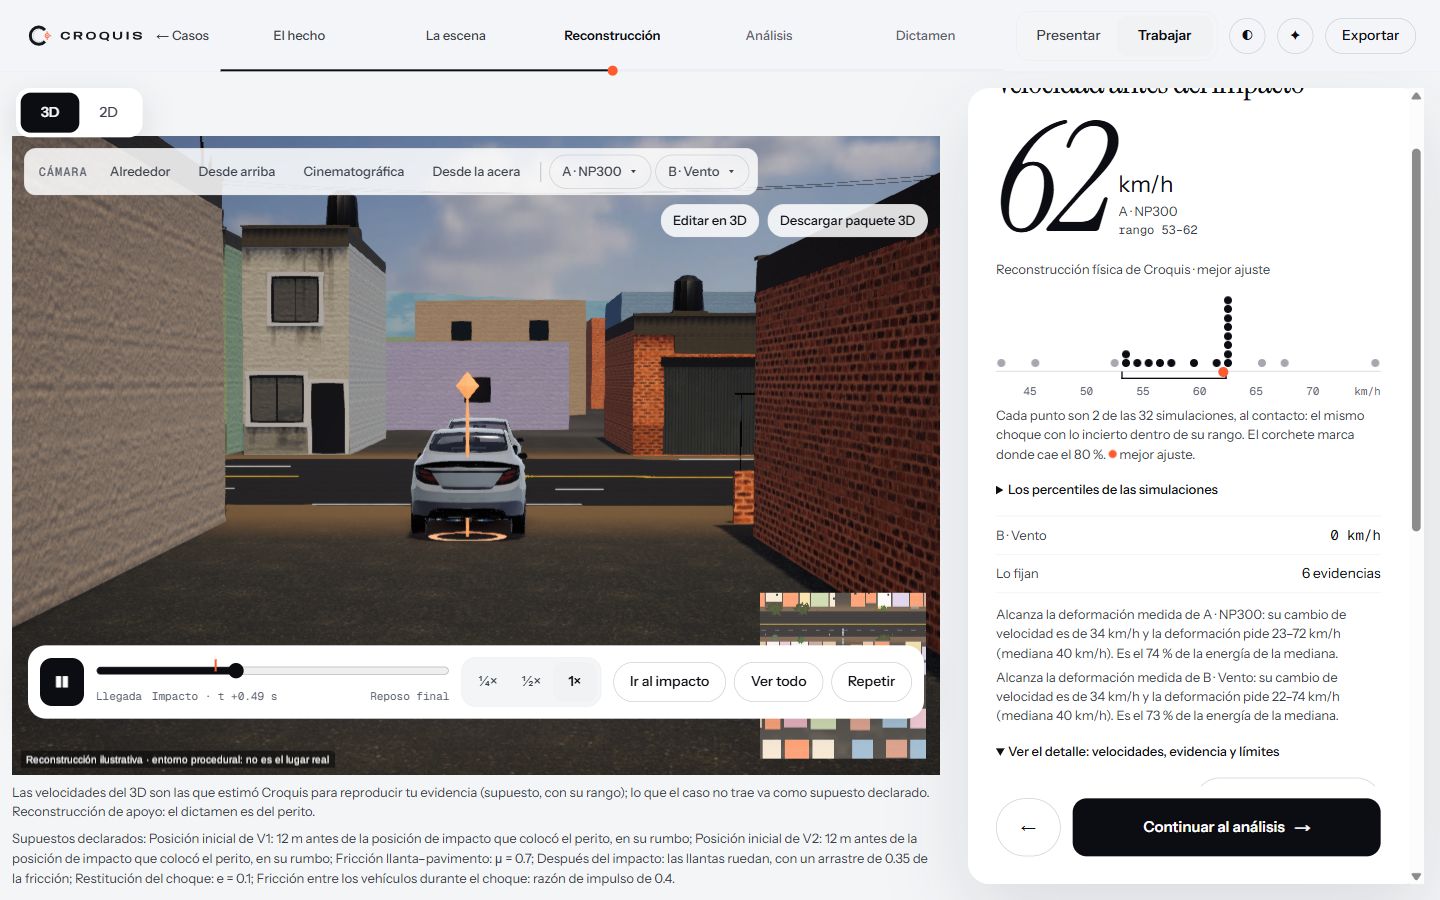 CROQUIS
← Casos
El hecho
La escena
Reconstrucción
Análisis
Dictamen
Presentar
Trabajar
Exportar
3D
2D
CÁMARA
Alrededor
Desde arriba
Cinematográfica
Desde la acera
A·NP300
B·Vento
Editar en 3D
Descargar paquete 3D
Llegada Impacto · t +0.49 s
Reposo final
¼×
½×
1×
Ir al impacto
Ver todo
Repetir
Reconstrucción ilustrativa · entorno procedural: no es el lugar real
Las velocidades del 3D son las que estimó Croquis para reproducir tu evidencia (supuesto, con su rango); lo que el caso no trae va como supuesto declarado.
Reconstrucción de apoyo: el dictamen es del perito.
Supuestos declarados: Posición inicial de V1: 12 m antes de la posición de impacto que colocó el perito, en su rumbo; Posición inicial de V2: 12 m antes de la
posición de impacto que colocó el perito, en su rumbo; Fricción llanta–pavimento: μ = 0.7; Después del impacto: las llantas ruedan, con un arrastre de 0.35 de
la fricción; Restitución del choque: e = 0.1; Fricción entre los vehículos durante el choque: razón de impulso de 0.4.
Velocidad antes del impacto
62
km/h
A·NP300
rango 53–62
Reconstrucción física de Croquis · mejor ajuste
45 50 55 60 65 70 km/h
Cada punto son 2 de las 32 simulaciones, al contacto: el mismo
choque con lo incierto dentro de su rango. El corchete marca
donde cae el 80 %. mejor ajuste.
Los percentiles de las simulaciones
B·Vento
0 km/h
Lo fijan
6 evidencias
Alcanza la deformación medida de A·NP300: su cambio de
velocidad es de 34 km/h y la deformación pide 23–72 km/h
(mediana 40 km/h). Es el 74 % de la energía de la mediana.
Alcanza la deformación medida de B·Vento: su cambio de
velocidad es de 34 km/h y la deformación pide 22–74 km/h
(mediana 40 km/h). Es el 73 % de la energía de la mediana.
Ver el detalle: velocidades, evidencia y límites
←
Continuar al análisis →